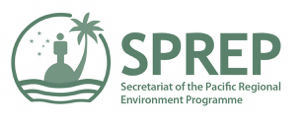 SPREP
Secretariat of the Pacific Regional
Environment Programme